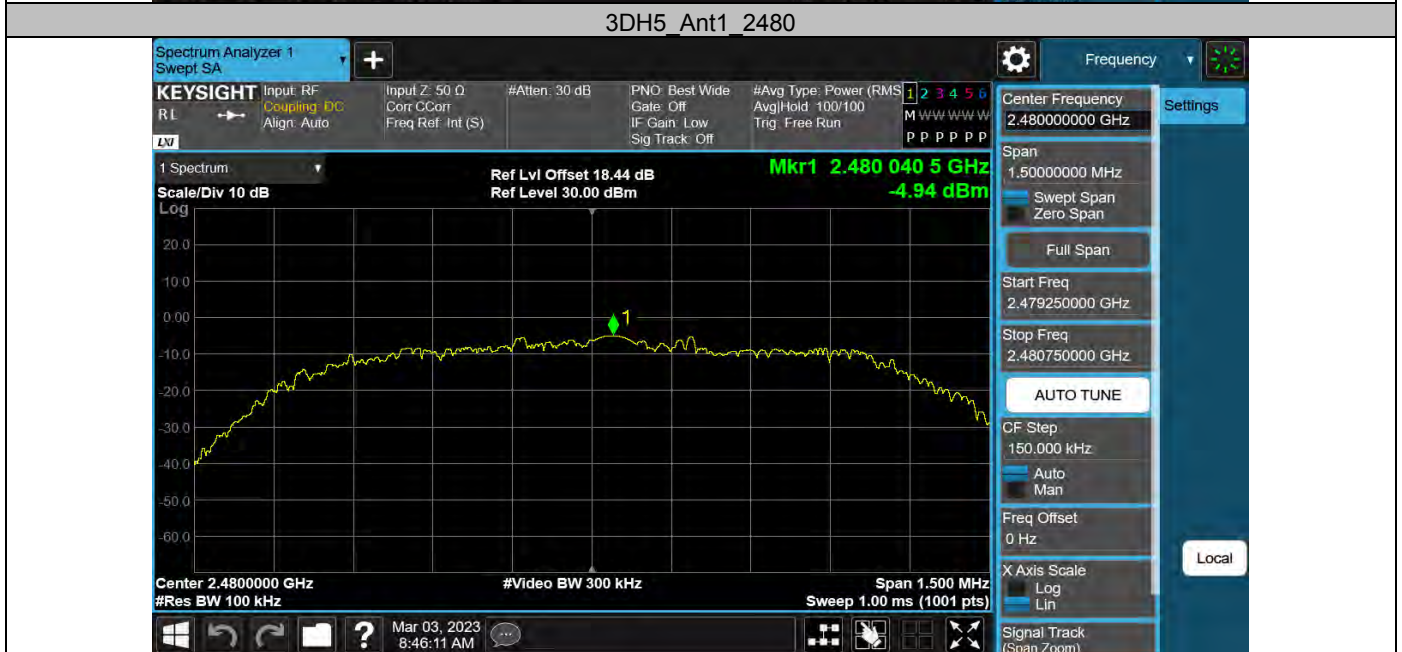 3DH5_Ant1_2480
Spectrum Analyzer 1
Swept SA
Frequency
KEYSIGHT
RL
LXI
Input: RF
Coupling: DC
Align: Auto
Input Z: 50 Ω
Corr CCorr
Freq Ref: Int (S)
#Atten: 30 dB
PNO: Best Wide
Gate: Off
IF Gain: Low
Sig Track: Off
#Avg Type: Power (RMS
Avg|Hold: 100/100
Trig: Free Run
1 2 3 4 5 6
M W W W W W
P P P P P P
Center Frequency
2.480000000 GHz
Settings
1 Spectrum
Scale/Div 10 dB
Ref Lvl Offset 18.44 dB
Ref Level 30.00 dBm
Mkr1 2.480 040 5 GHz
-4.94 dBm
Span
1.50000000 MHz
Swept Span
Zero Span
Full Span
Start Freq
2.479250000 GHz
Stop Freq
2.480750000 GHz
AUTO TUNE
CF Step
150.000 kHz
Auto
Man
Freq Offset
0 Hz
X Axis Scale
Log
Lin
Local
Signal Track
(Span Zoom)
Log
20.0
10.0
0.00
-10.0
-20.0
-30.0
-40.0
-50.0
-60.0
1
Center 2.4800000 GHz
#Res BW 100 kHz
#Video BW 300 kHz
Span 1.500 MHz
Sweep 1.00 ms (1001 pts)
?
Mar 03, 2023
8:46:11 AM